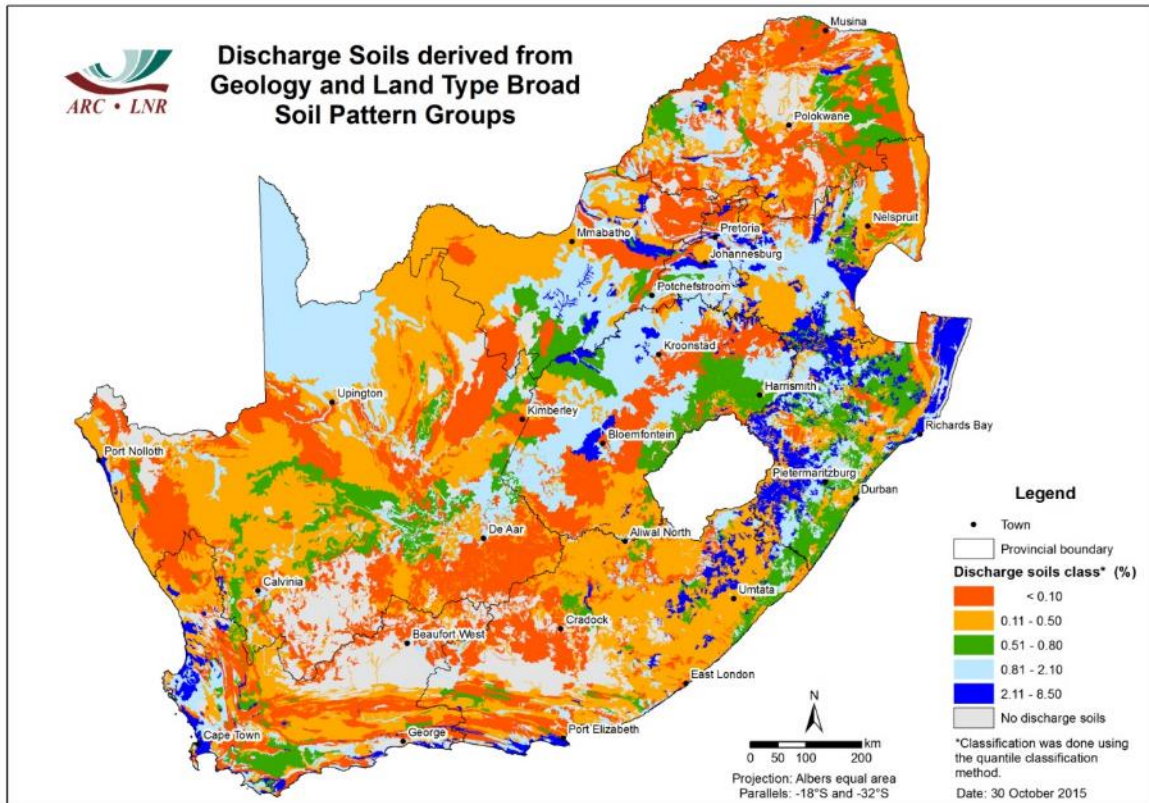 ARC • LNR
Discharge Soils derived from
Geology and Land Type Broad
Soil Pattern Groups
Musina
Polokwane
Nelspruit
Pretoria
Mmabatho
Johannesburg
Potchefstroom
Kroonstad
Harrismith
Upington
Kimberley
Richards Bay
Bloemfontein
Port Nolloth
Pietermaritzburg
Durban
De Aar
Aliwal North
Calvinia
Umtata
Cradock
Beaufort West
East London
Port Elizabeth
George
Cape Town
Legend
Town
Provincial boundary
Discharge soils class* (%)
< 0.10
0.11 - 0.50
0.51 - 0.80
0.81 - 2.10
2.11 - 8.50
No discharge soils
*Classification was done using
the quantile classification
method.
Date: 30 October 2015
N
0 50 100 200 km
Projection: Albers equal area
Parallels: -18°S and -32°S